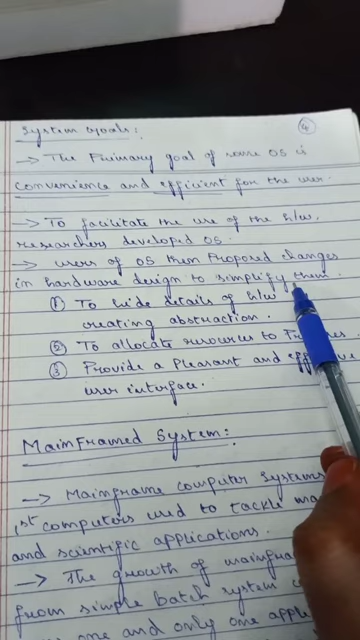 4
System Goals:
→ The Primary goal of some OS is
convenience and efficient for the user.
→ To facilitate the use of the h/w,
researchers developed OS.
→ users of OS then Proposed changes
in hardware design to simplify them.
① To hide details of h/w
creating abstraction.
② To allocate resources to
③ Provide a Pleasant and
user interface.
MainFramed System:
→ Mainframe computer Systems
1st computers used to tackle
and scientific applications.
→ The growth of
from simple batch system
one and only one